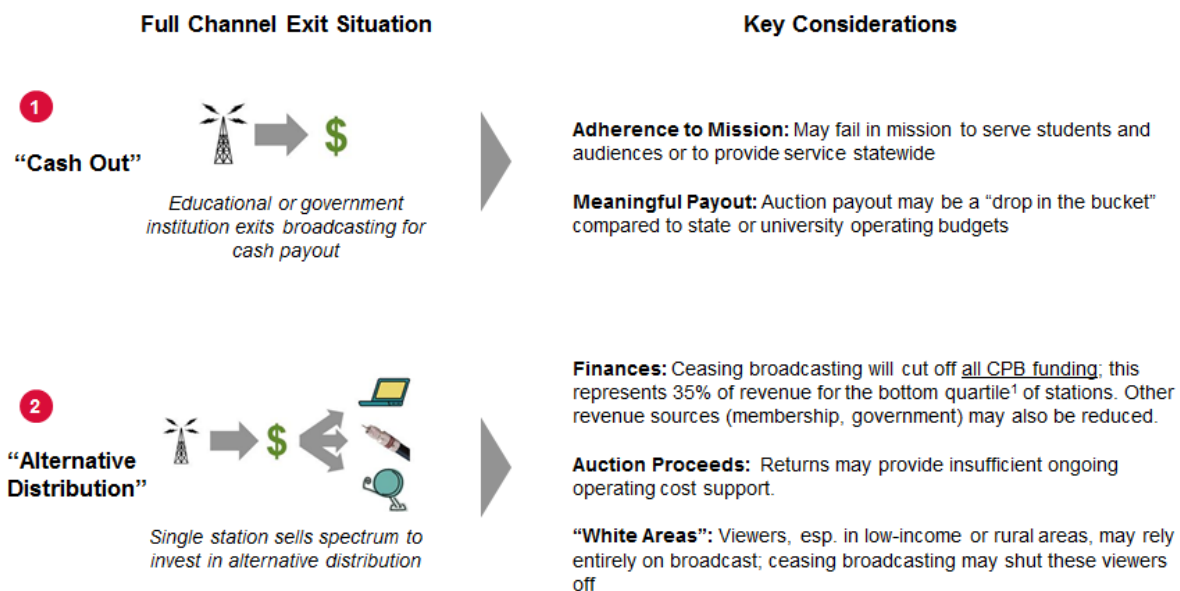 Full Channel Exit Situation
Key Considerations
1
“Cash Out”
$
Educational or government
institution exits broadcasting for
cash payout
Adherence to Mission: May fail in mission to serve students and
audiences or to provide service statewide
Meaningful Payout: Auction payout may be a “drop in the bucket”
compared to state or university operating budgets
2
“Alternative
Distribution”
$
Single station sells spectrum to
invest in alternative distribution
Finances: Ceasing broadcasting will cut off all CPB funding; this
represents 35% of revenue for the bottom quartile¹ of stations. Other
revenue sources (membership, government) may also be reduced.
Auction Proceeds: Returns may provide insufficient ongoing
operating cost support.
“White Areas”: Viewers, esp. in low-income or rural areas, may rely
entirely on broadcast; ceasing broadcasting may shut these viewers
off